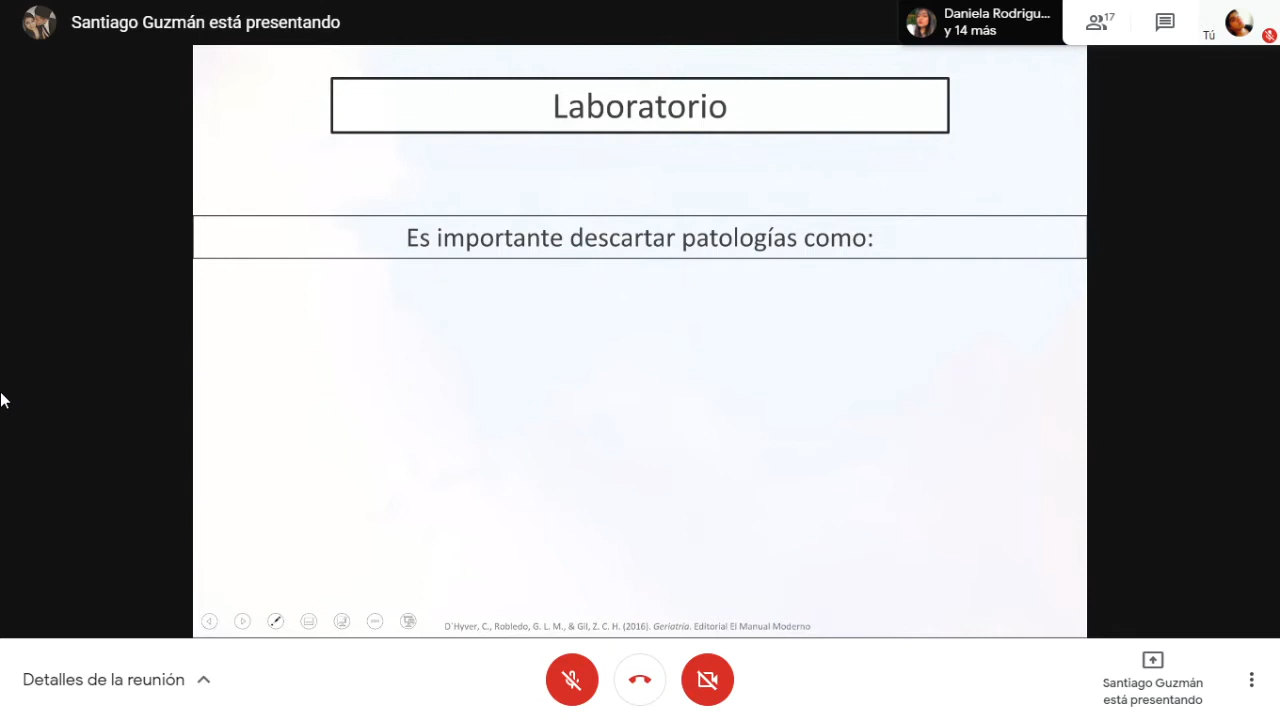 Santiago Guzmán está presentando
Daniela Rodrigu...
y 14 más
17
Tú
Laboratorio
Es importante descartar patologías como:
D´Hyver, C., Robledo, G. L. M., & Gil, Z. C. H. (2016). Geriatría. Editorial El Manual Moderno
Detalles de la reunión
Santiago Guzmán
está presentando